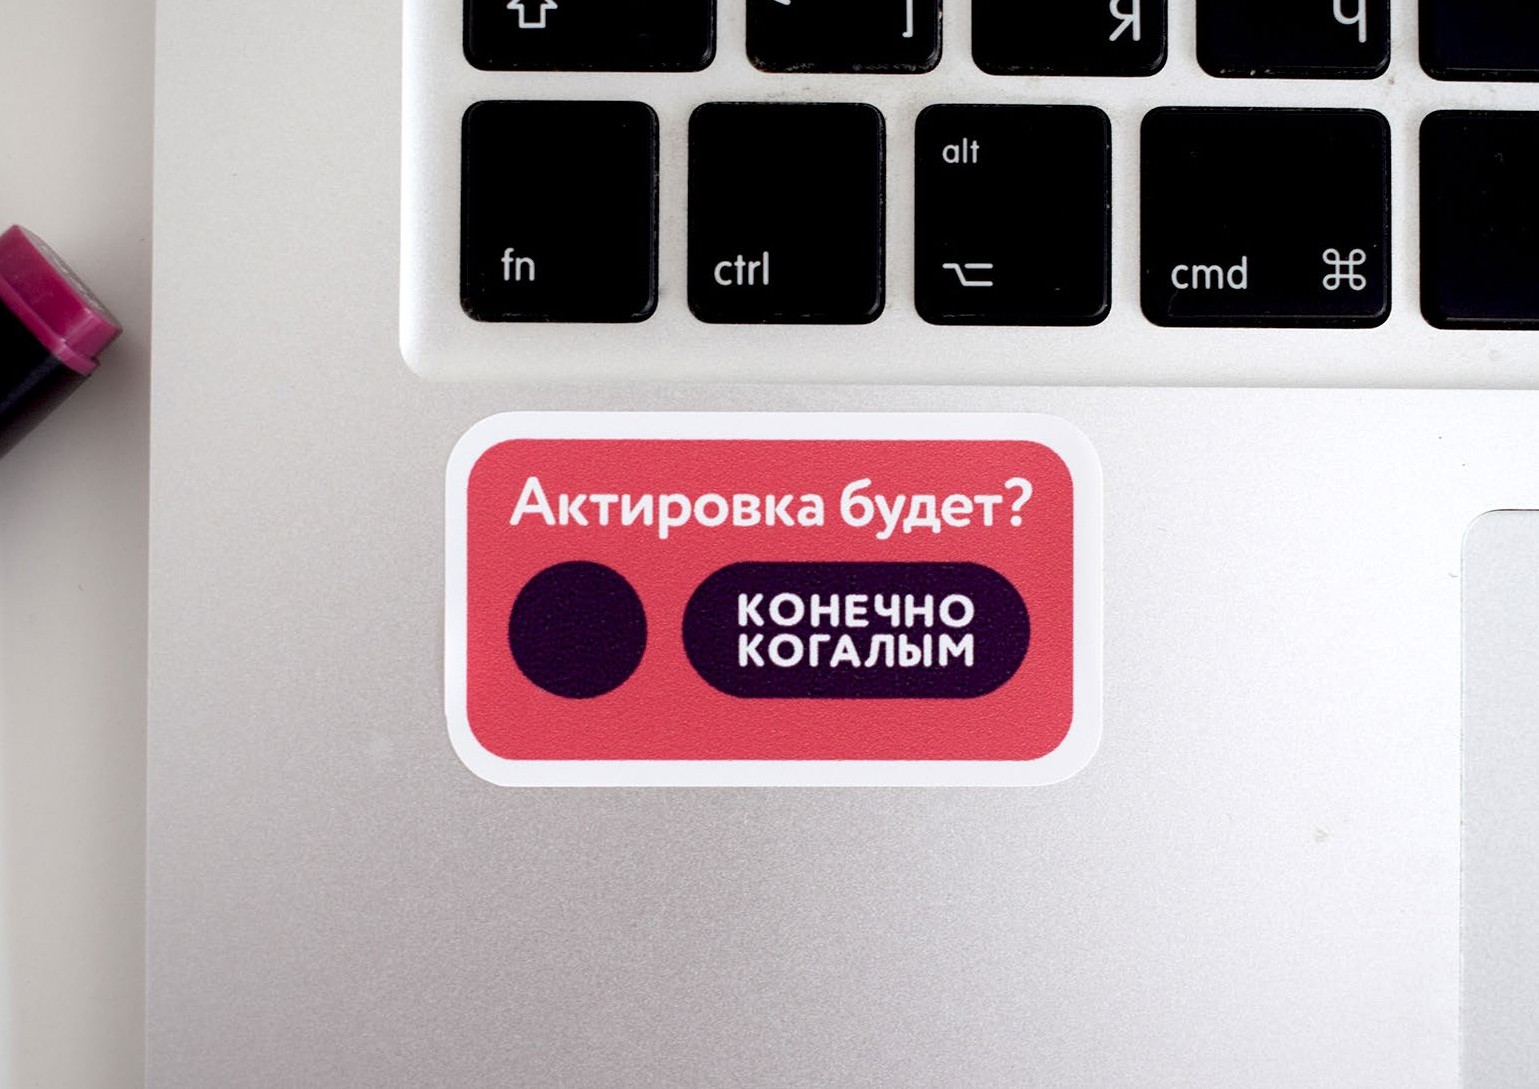 [ Я Ч
fn ctrl alt cmd ⌘
Актировка будет?
КОНЕЧНО
КОГАЛЫМ